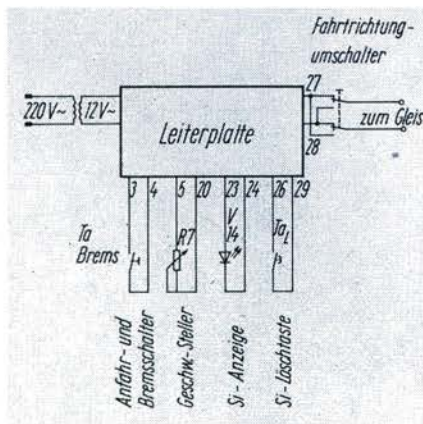 Fahrtrichtung-
umschalter
220V~
12V~
27
zum Gleis
Leiterplatte
28
3
4
5
20
23
24
26
29
Ta
Brems
R7
V
14
TaL
Anfahr- und
Bremsschalter
Geschw.-Steller
Si-Anzeige
Si-Löschtaste